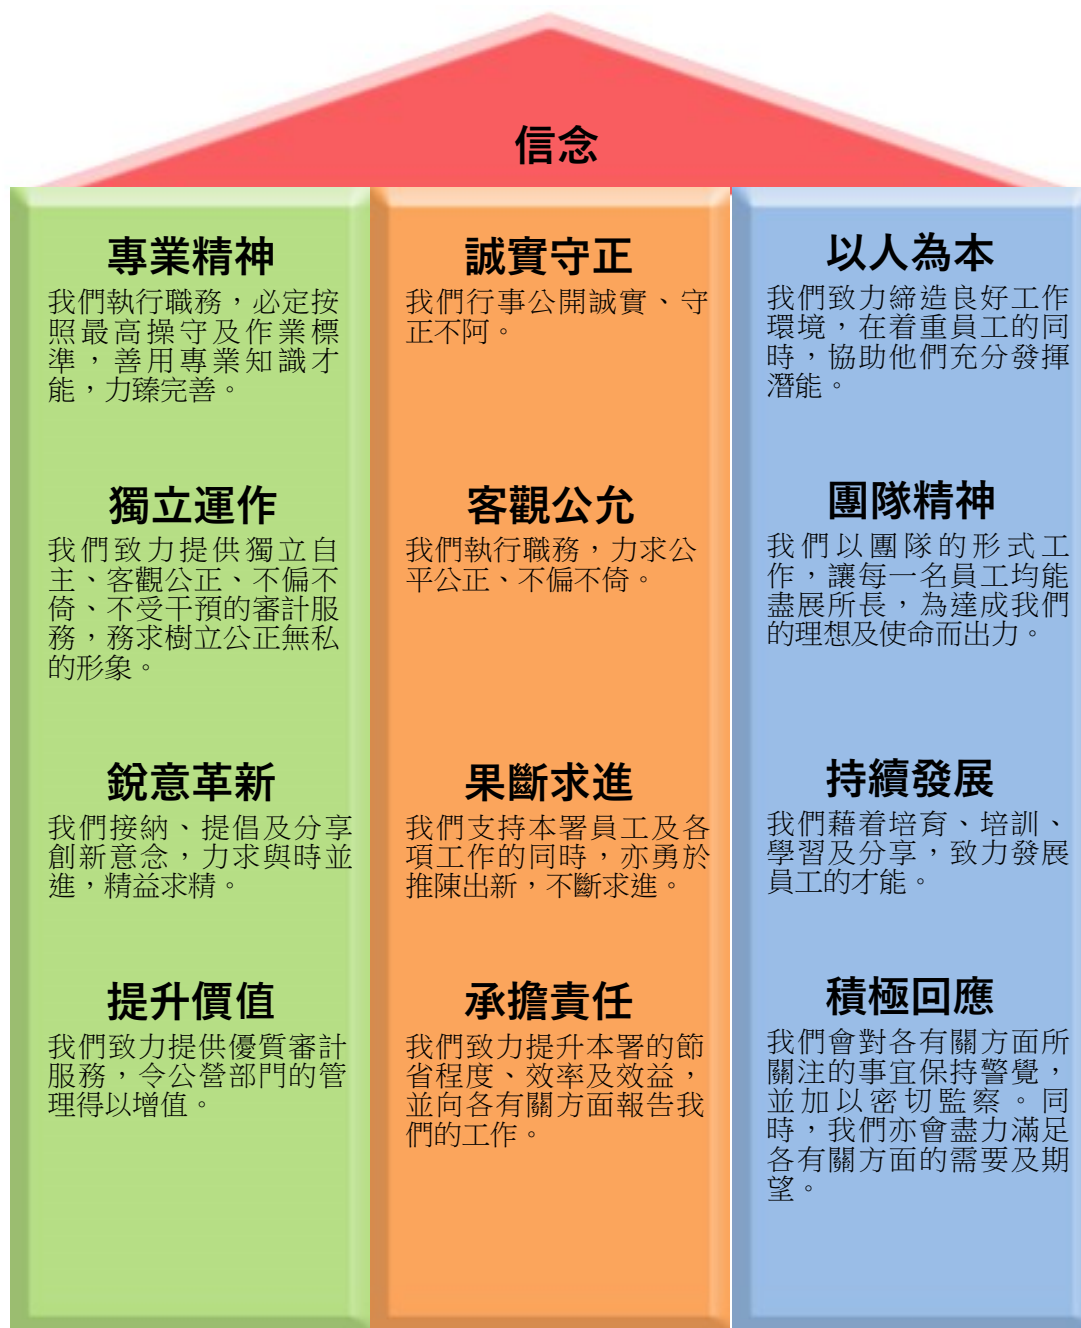 信念
專業精神
我們執行職務，必定按
照最高操守及作業標
準，善用專業知識才
能，力臻完善。
獨立運作
我們致力提供獨立自
主、客觀公正、不偏不
倚、不受干預的審計服
務，務求樹立公正無私
的形象。
銳意革新
我們接納、提倡及分享
創新意念，力求與時並
進，精益求精。
提升價值
我們致力提供優質審計
服務，令公營部門的管
理得以增值。
誠實守正
我們行事公開誠實、守
正不阿。
客觀公允
我們執行職務，力求公
平公正、不偏不倚。
果斷求進
我們支持本署員工及各
項工作的同時，亦勇於
推陳出新，不斷求進。
承擔責任
我們致力提升本署的節
省程度、效率及效益，
並向各有關方面報告我
們的工作。
以人為本
我們致力締造良好工作
環境，在着重員工的同
時，協助他們充分發揮
潛能。
團隊精神
我們以團隊的形式工
作，讓每一名員工均能
盡展所長，為達成我們
的理想及使命而出力。
持續發展
我們藉着培育、培訓、
學習及分享，致力發展
員工的才能。
積極回應
我們會對各有關方面所
關注的事宜保持警覺，
並加以密切監察。同
時，我們亦會盡力滿足
各有關方面的需要及期
望。